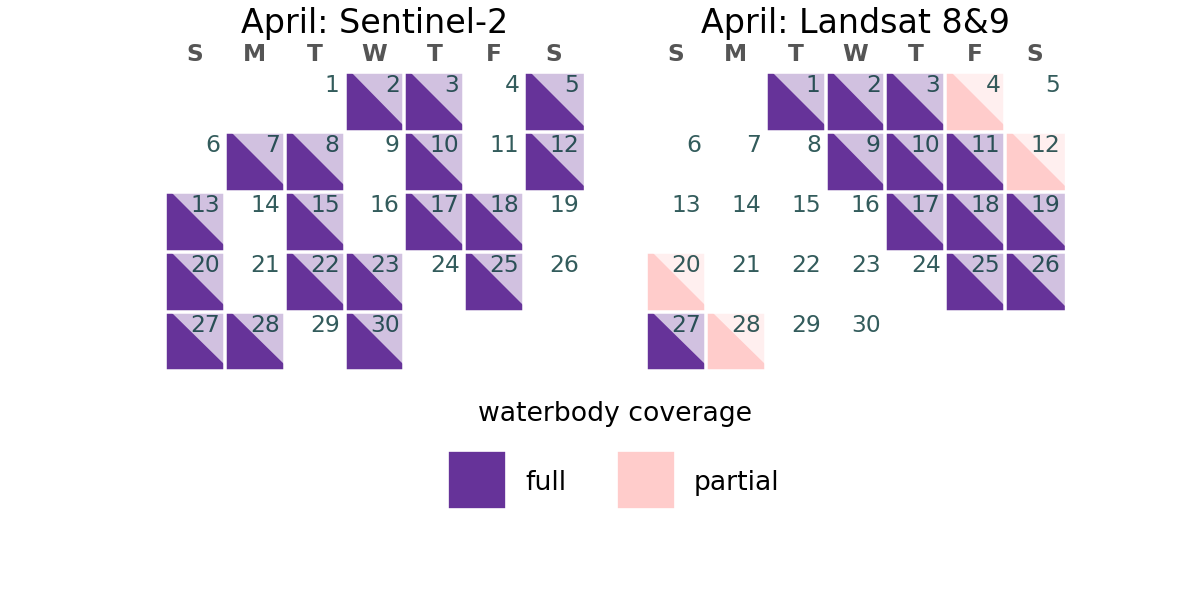 April: Sentinel-2
S M T W T F S
1 2 3 4 5
6 7 8 9 10 11 12
13 14 15 16 17 18 19
20 21 22 23 24 25 26
27 28 29 30
April: Landsat 8&9
S M T W T F S
1 2 3 4 5
6 7 8 9 10 11 12
13 14 15 16 17 18 19
20 21 22 23 24 25 26
27 28 29 30
waterbody coverage
full partial